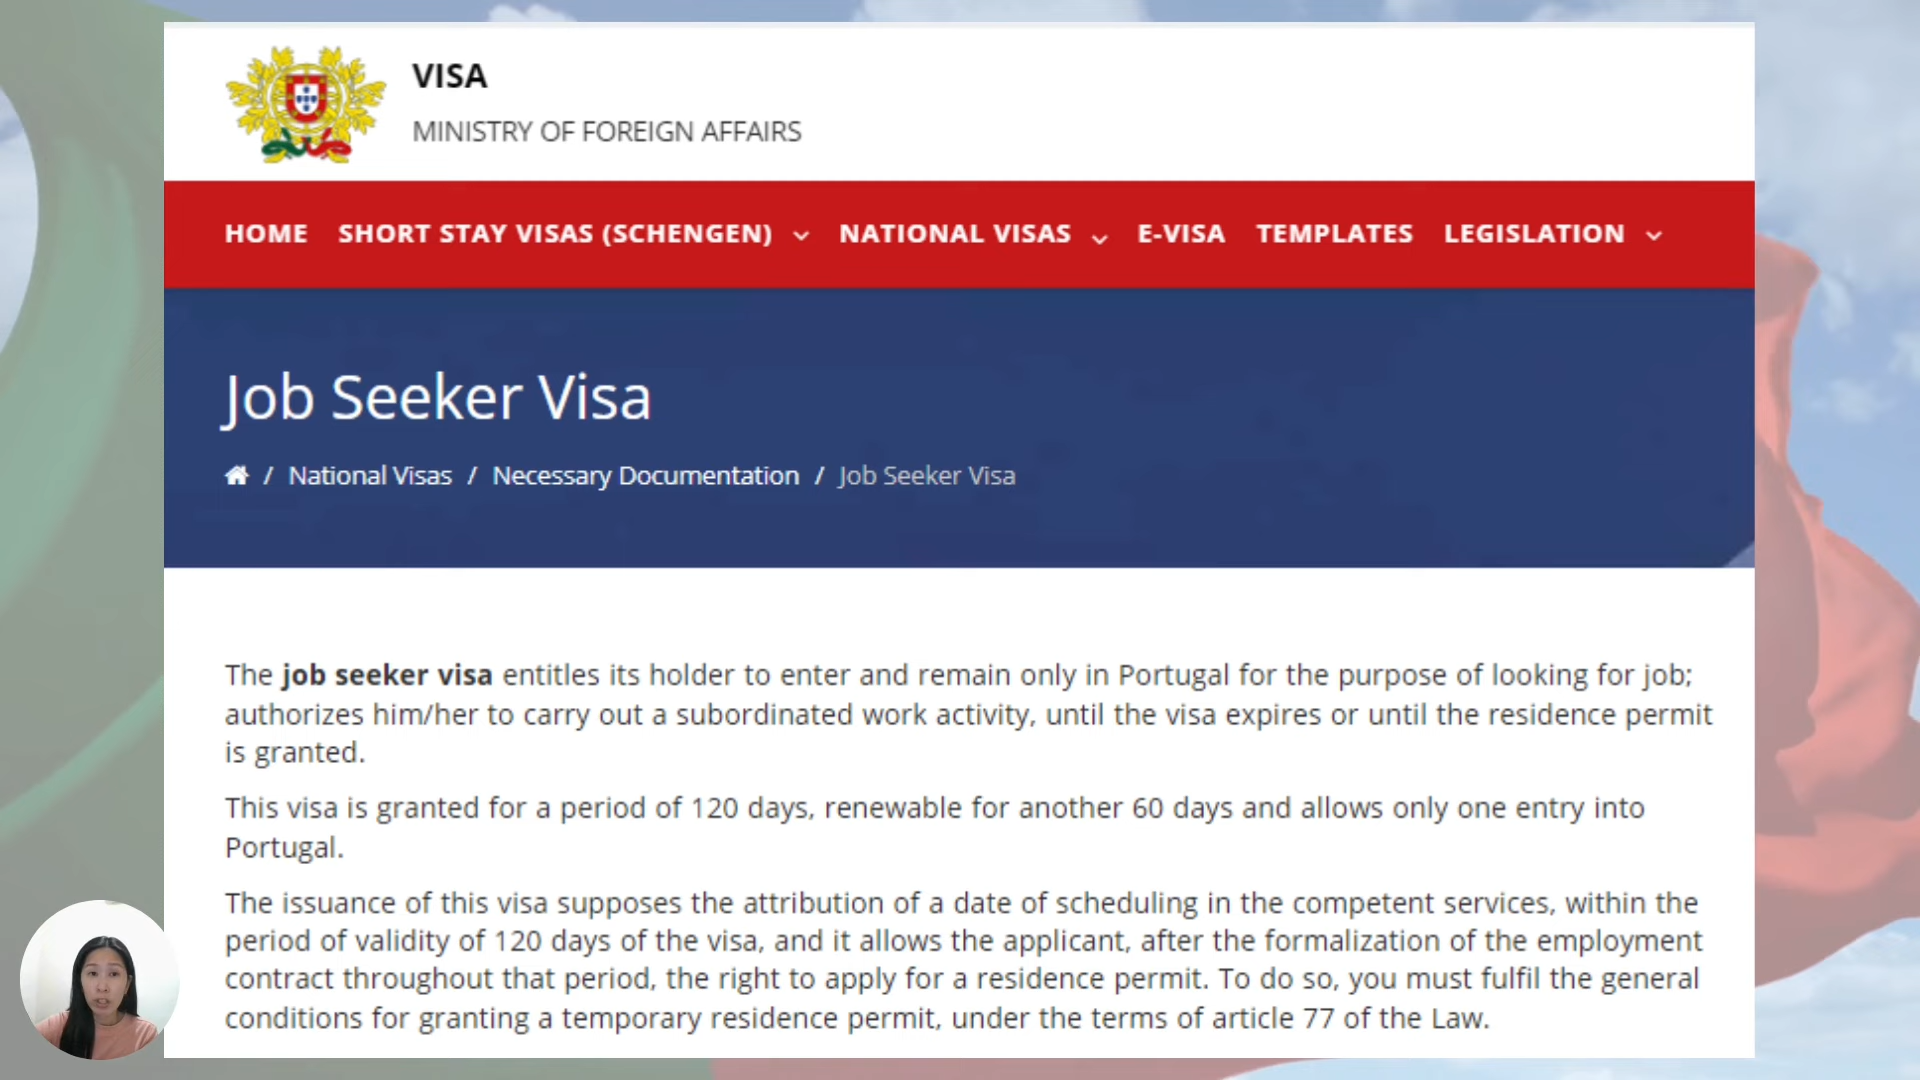 VISA
MINISTRY OF FOREIGN AFFAIRS
HOME SHORT STAY VISAS (SCHENGEN) NATIONAL VISAS E-VISA TEMPLATES LEGISLATION
Job Seeker Visa
/ National Visas / Necessary Documentation / Job Seeker Visa
The job seeker visa entitles its holder to enter and remain only in Portugal for the purpose of looking for job;
authorizes him/her to carry out a subordinated work activity, until the visa expires or until the residence permit
is granted.
This visa is granted for a period of 120 days, renewable for another 60 days and allows only one entry into
Portugal.
The issuance of this visa supposes the attribution of a date of scheduling in the competent services, within the
period of validity of 120 days of the visa, and it allows the applicant, after the formalization of the employment
contract throughout that period, the right to apply for a residence permit. To do so, you must fulfil the general
conditions for granting a temporary residence permit, under the terms of article 77 of the Law.